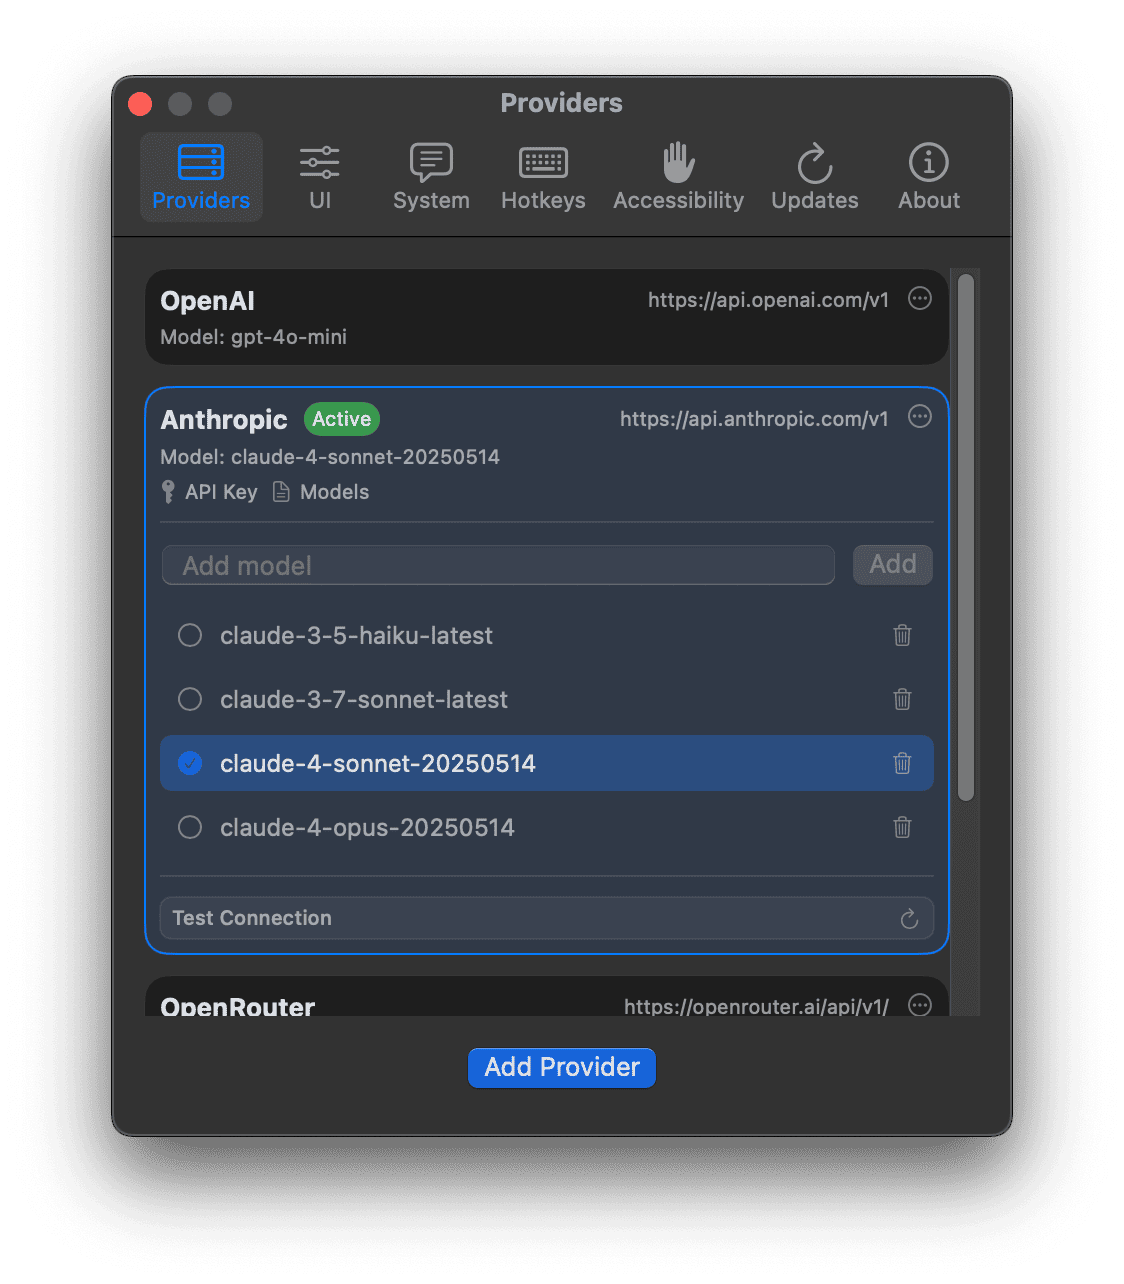 Providers
Providers UI System Hotkeys Accessibility Updates About
OpenAI https://api.openai.com/v1
Model: gpt-4o-mini
Anthropic Active https://api.anthropic.com/v1
Model: claude-4-sonnet-20250514
API Key Models
Add model Add
claude-3-5-haiku-latest
claude-3-7-sonnet-latest
claude-4-sonnet-20250514
claude-4-opus-20250514
Test Connection
OpenRouter https://openrouter.ai/api/v1/
Add Provider